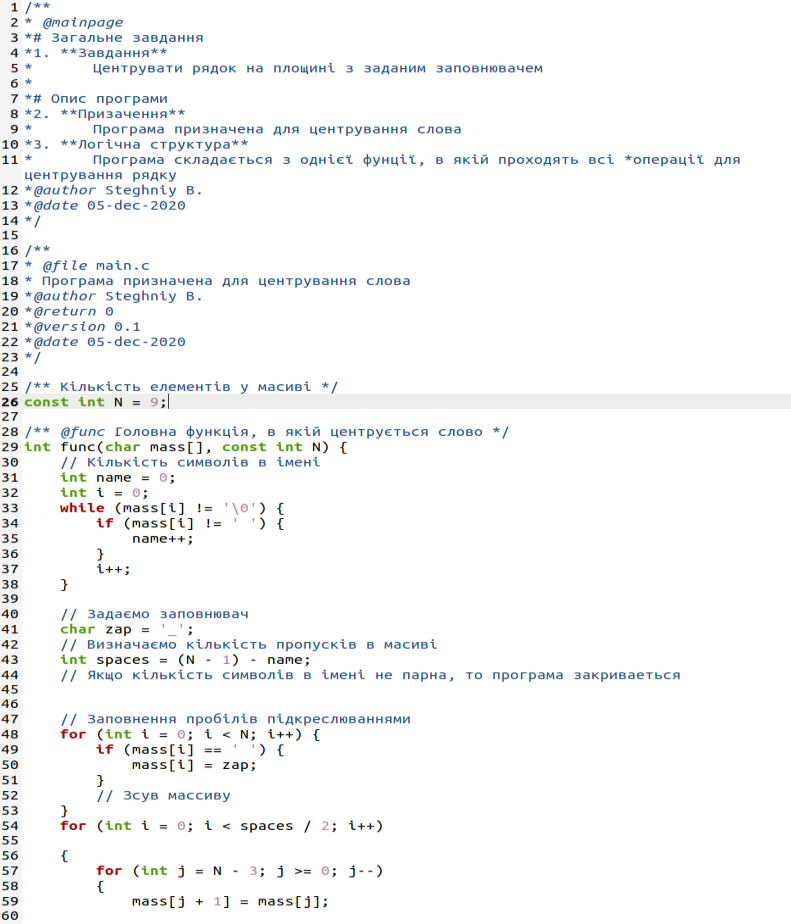 1 /**
2 * @mainpage
3 *# Загальне завдання
4 *1. **Завдання**
5 *       Центрувати рядок на площині з заданим заповнювачем
6 *
7 *# Опис програми
8 *2. **Призачення**
9 *       Програма призначена для центрування слова
10 *3. **Логічна структура**
11 *       Програма складається з однієї фунції, в якій проходять всі *операції для
центрування рядку
12 *@author Steghniy B.
13 *@date 05-dec-2020
14 */
15
16 /**
17 * @file main.c
18 * Програма призначена для центрування слова
19 *@author Steghniy B.
20 *@return 0
21 *@version 0.1
22 *@date 05-dec-2020
23 */
24
25 /** Кількість елементів у масиві */
26 const int N = 9;
27
28 /** @func Головна функція, в якій центрується слово */
29 int func(char mass[], const int N) {
30     // Кількість символів в імені
31     int name = 0;
32     int i = 0;
33     while (mass[i] != '\0') {
34         if (mass[i] != ' ') {
35             name++;
36         }
37         i++;
38     }
39
40     // Задаємо заповнювач
41     char zap = '_';
42     // Визначаємо кількість пропусків в масиві
43     int spaces = (N - 1) - name;
44     // Якщо кількість символів в імені не парна, то програма закриваеться
45
46
47     // Заповнення пробілів підкреслюваннями
48     for (int i = 0; i < N; i++) {
49         if (mass[i] == ' ') {
50             mass[i] = zap;
51         }
52         // Зсув массиву
53     }
54     for (int i = 0; i < spaces / 2; i++)
55
56     {
57         for (int j = N - 3; j >= 0; j--)
58         {
59             mass[j + 1] = mass[j];
60